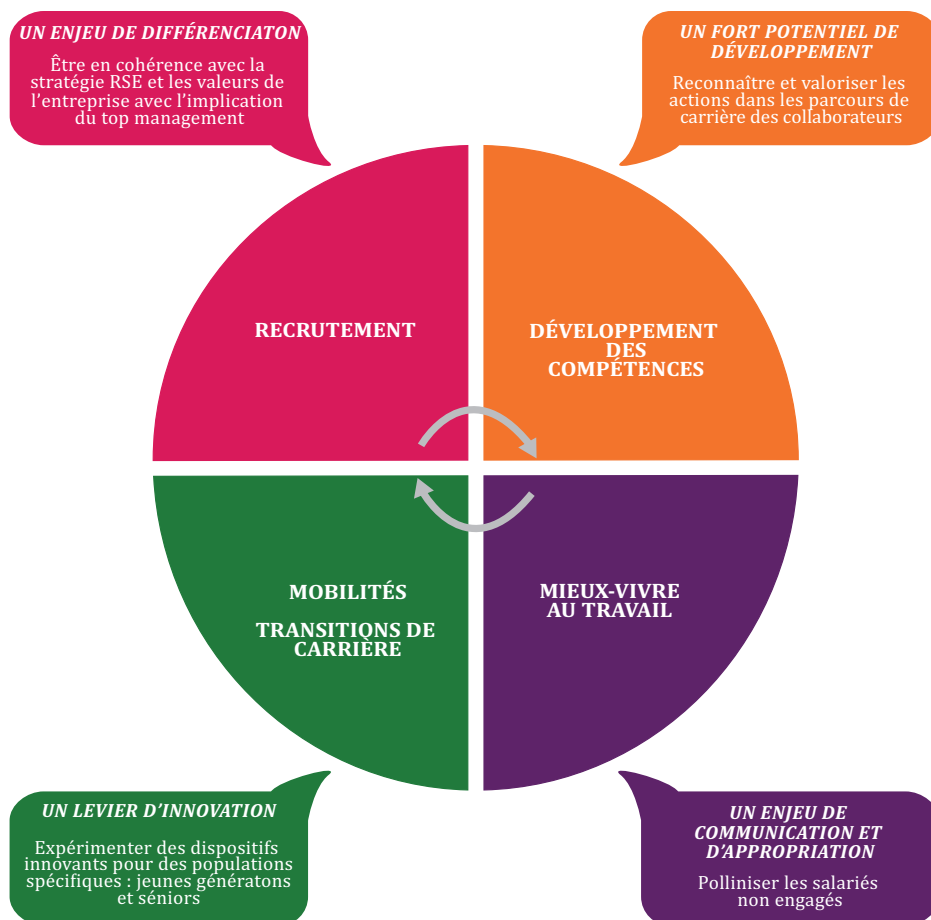 UN ENJEU DE DIFFÉRENCIATON
Être en cohérence avec la
stratégie RSE et les valeurs de
l’entreprise avec l’implication
du top management
UN FORT POTENTIEL DE
DÉVELOPPEMENT
Reconnaître et valoriser les
actions dans les parcours de
carrière des collaborateurs
RECRUTEMENT
DÉVELOPPEMENT
DES
COMPÉTENCES
MOBILITÉS
TRANSITIONS DE
CARRIÈRE
MIEUX-VIVRE
AU TRAVAIL
UN LEVIER D’INNOVATION
Expérimenter des dispositifs
innovants pour des populations
spécifiques : jeunes génératons
et séniors
UN ENJEU DE
COMMUNICATION ET
D’APPROPRIATION
Polliniser les salariés
non engagés